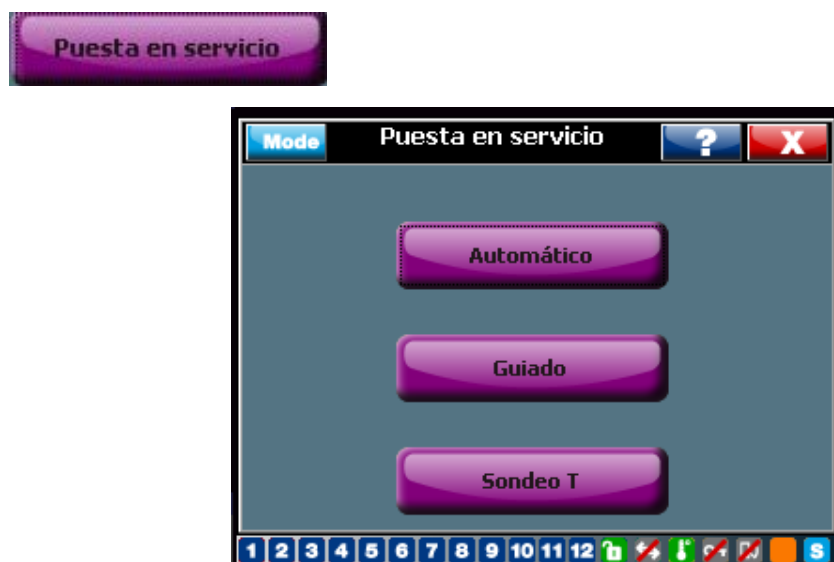 Puesta en servicio
Mode Puesta en servicio ? X
Automático
Guiado
Sondeo T
1 2 3 4 5 6 7 8 9 10 11 12 S